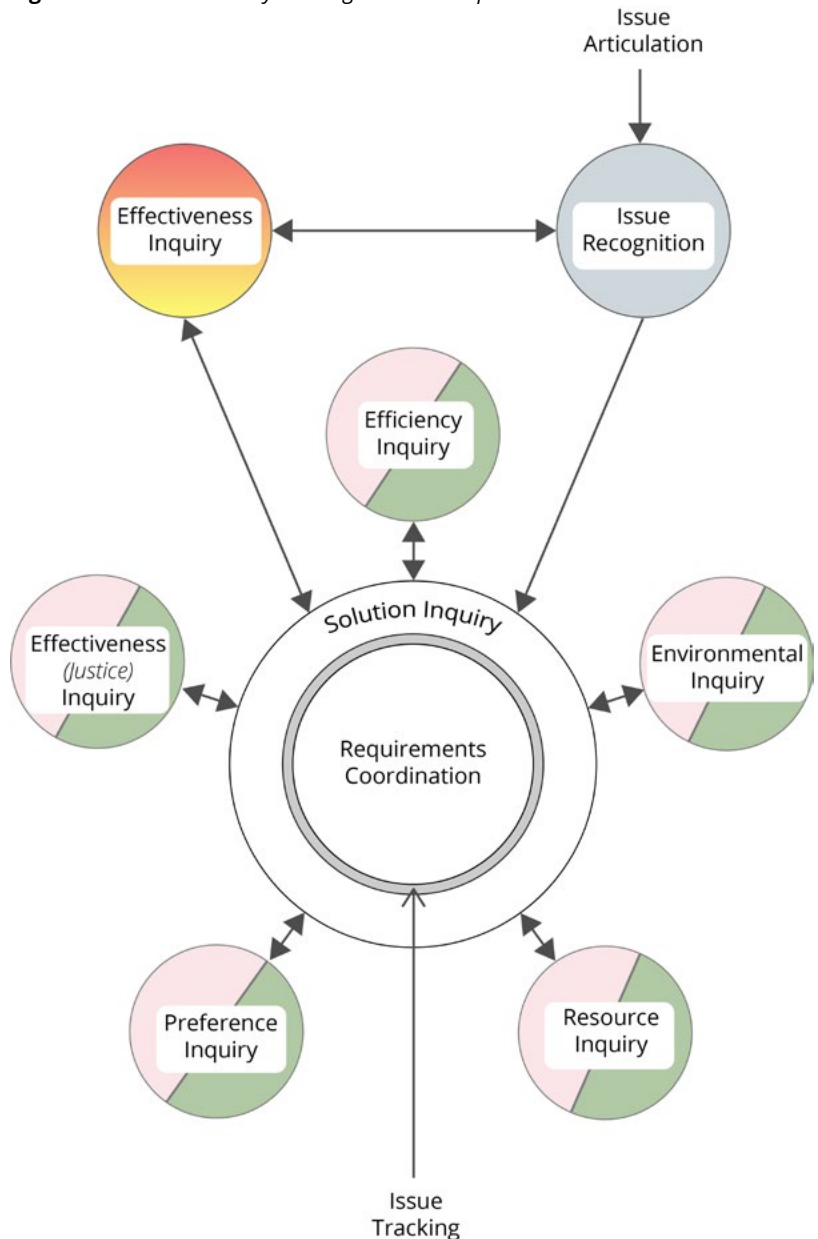 Issue
Articulation
Effectiveness
Inquiry
Issue
Recognition
Efficiency
Inquiry
Solution Inquiry
Effectiveness
(Justice)
Inquiry
Environmental
Inquiry
Requirements
Coordination
Preference
Inquiry
Resource
Inquiry
Issue
Tracking